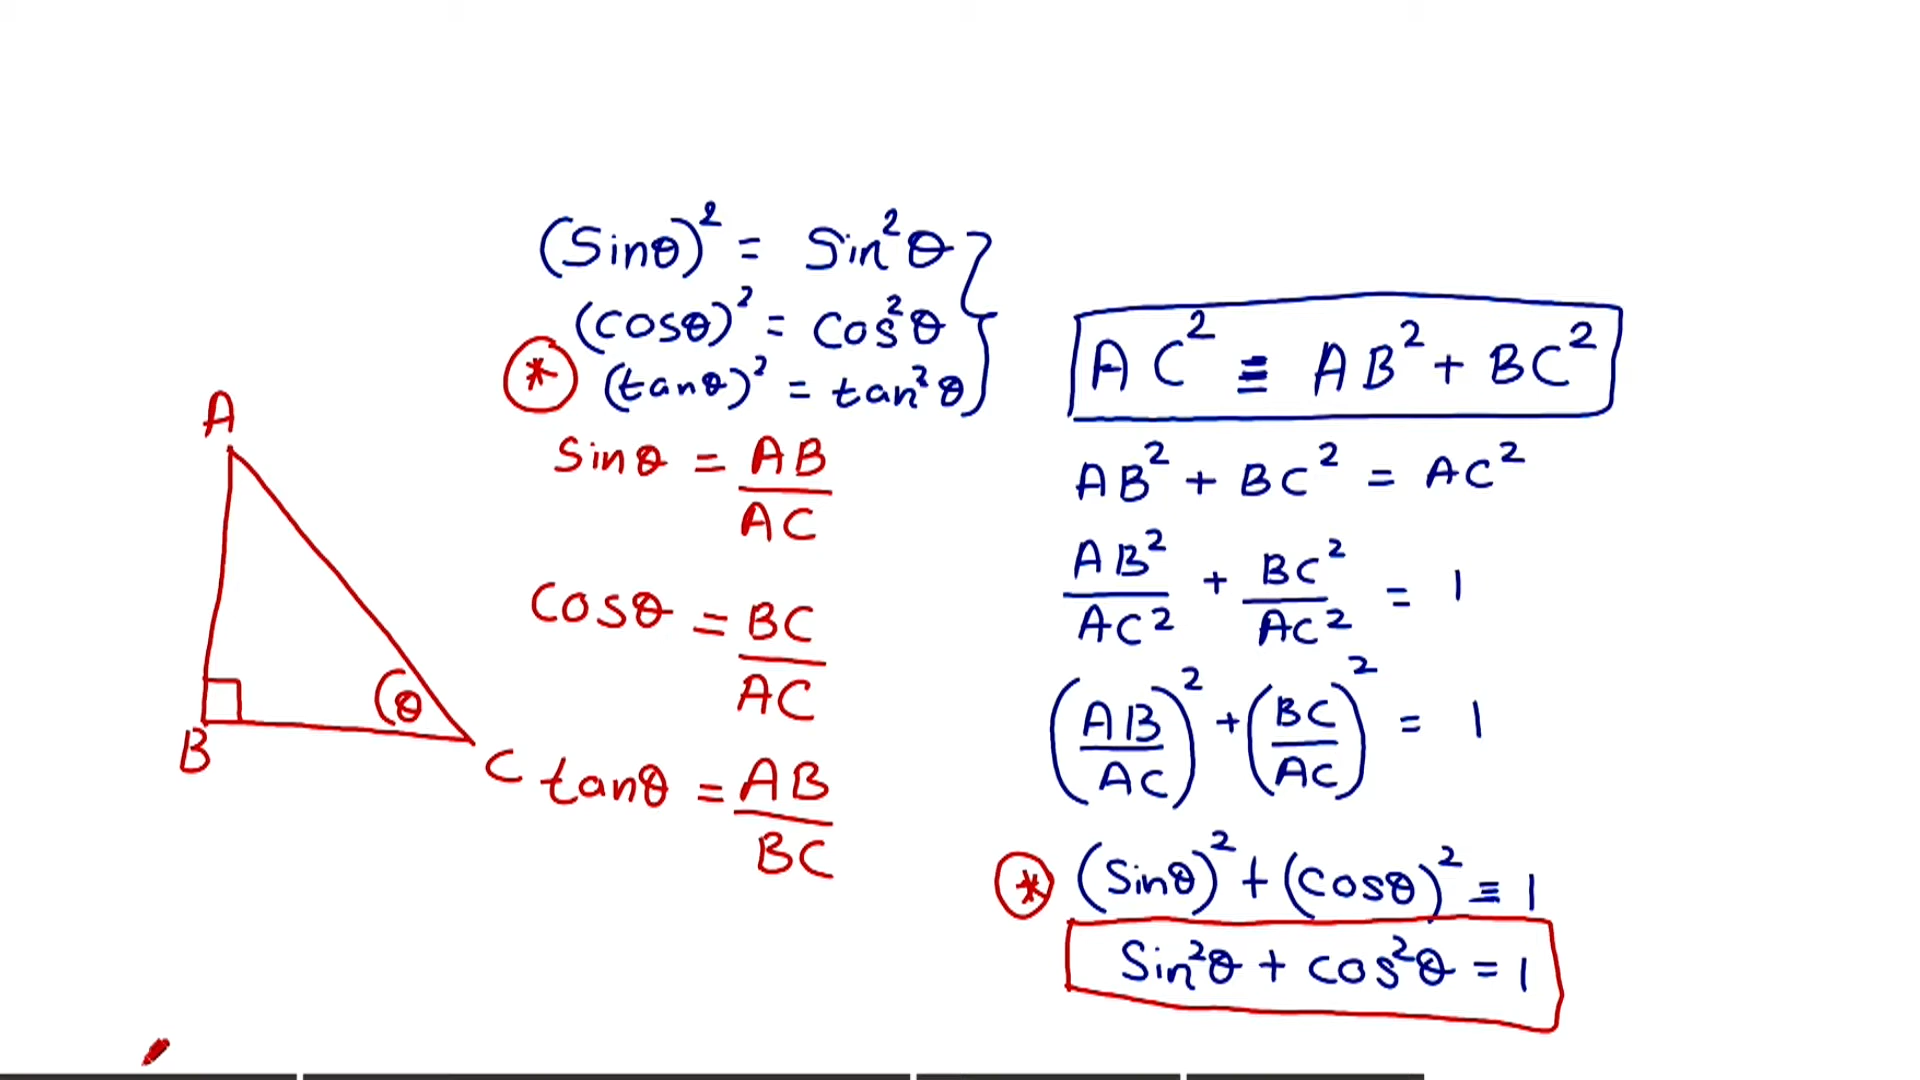 (Sinθ)² = Sin²θ
(cosθ)² = Cos²θ
* (tanθ)² = tan²θ
A
B
C
θ
Sinθ = AB/AC
Cosθ = BC/AC
tanθ = AB/BC
AC² ≡ AB² + BC²
AB² + BC² = AC²
AB²/AC² + BC²/AC² = 1
(AB/AC)² + (BC/AC)² = 1
* (Sinθ)² + (Cosθ)² ≡ 1
Sin²θ + Cos²θ = 1